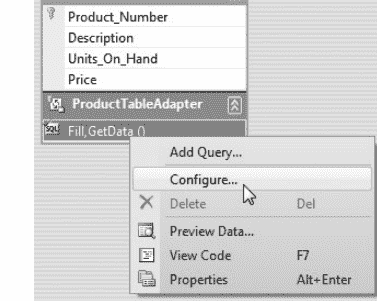 Product_Number
Description
Units_On_Hand
Price
ProductTableAdapter
SQL Fill,GetData ()
Add Query...
Configure...
Delete Del
Preview Data...
View Code F7
Properties Alt+Enter